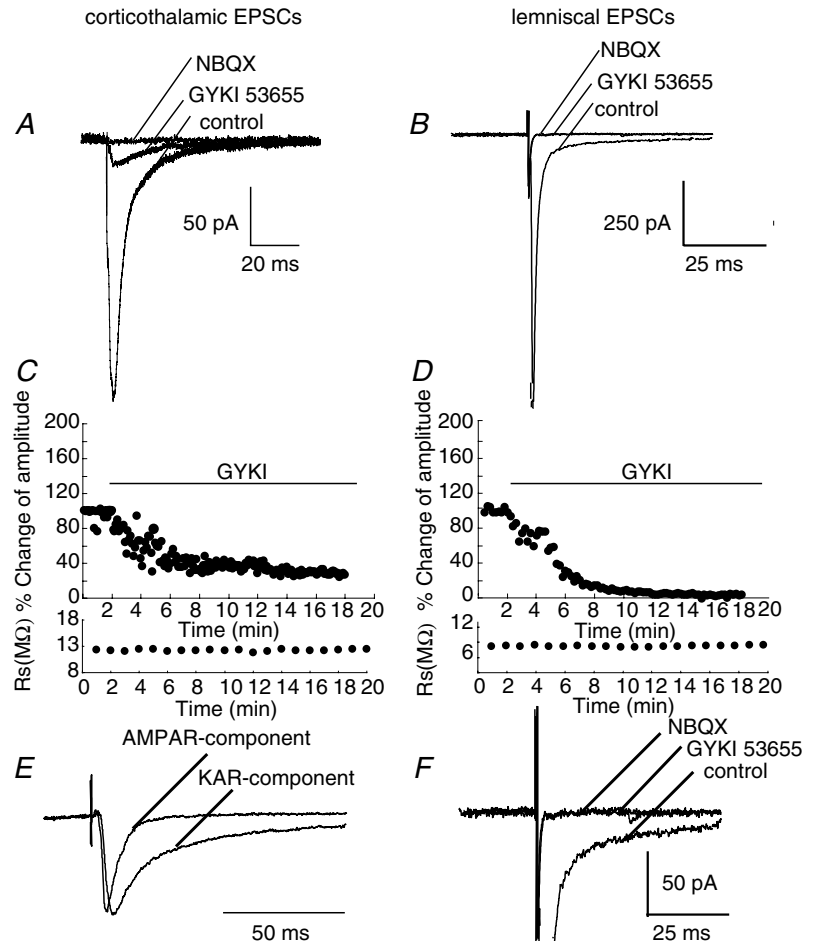 corticothalamic EPSCs
lemniscal EPSCs
A
NBQX
GYKI 53655
control
50 pA
20 ms
B
NBQX
GYKI 53655
control
250 pA
25 ms
C
% Change of amplitude
200
160
120
80
40
0
GYKI
0 2 4 6 8 10 12 14 16 18 20
Time (min)
Rs(MΩ)
18
13
8
0 2 4 6 8 10 12 14 16 18 20
Time (min)
D
% Change of amplitude
200
160
120
80
40
0
GYKI
0 2 4 6 8 10 12 14 16 18 20
Time (min)
Rs(MΩ)
12
6
0 2 4 6 8 10 12 14 16 18 20
Time (min)
E
AMPAR-component
KAR-component
50 ms
F
NBQX
GYKI 53655
control
50 pA
25 ms